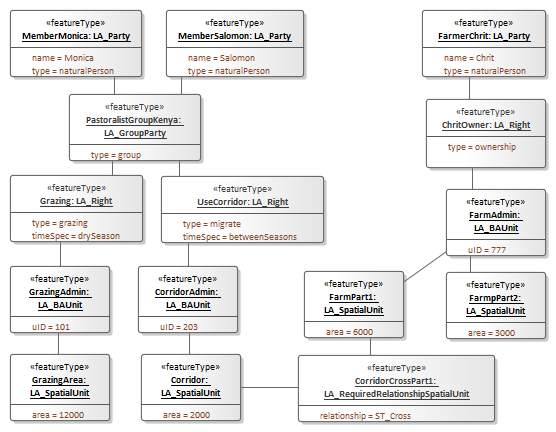 «featureType»
MemberMonica: LA_Party
name = Monica
type = naturalPerson
«featureType»
MemberSalomon: LA_Party
name = Salomon
type = naturalPerson
«featureType»
FarmerChrit: LA_Party
name = Chrit
type = naturalPerson
«featureType»
PastoralistGroupKenya:
LA_GroupParty
type = group
«featureType»
ChritOwner: LA_Right
type = ownership
«featureType»
Grazing: LA_Right
type = grazing
timeSpec = drySeason
«featureType»
UseCorridor: LA_Right
type = migrate
timeSpec = betweenSeasons
«featureType»
FarmAdmin:
LA_BAUnit
uID = 777
«featureType»
GrazingAdmin:
LA_BAUnit
uID = 101
«featureType»
CorridorAdmin:
LA_BAUnit
uID = 203
«featureType»
FarmPart1:
LA_SpatialUnit
area = 6000
«featureType»
FarmpPart2:
LA_SpatialUnit
area = 3000
«featureType»
GrazingArea:
LA_SpatialUnit
area = 12000
«featureType»
Corridor:
LA_SpatialUnit
area = 2000
«featureType»
CorridorCrossPart1:
LA_RequiredRelationshipSpatialUnit
relationship = ST_Cross